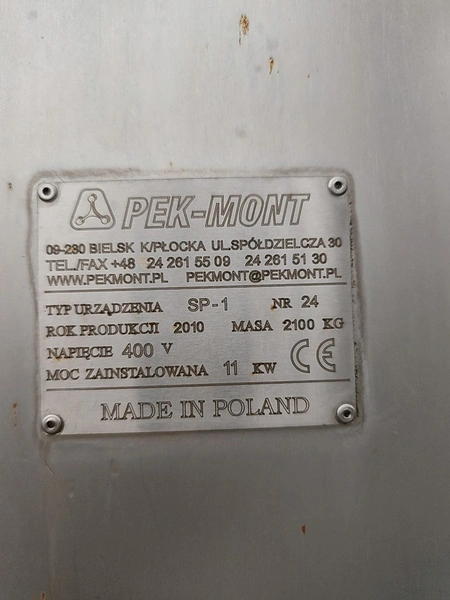 PEK-MONT
09-230 BIELSK K/PŁOCKA UL.SPÓŁDZIELCZA 30
TEL./FAX +48 24 261 55 09 24 261 51 30
WWW.PEKMONT.PL PEKMONT@PEKMONT.PL
TYP URZĄDZENIA SP-1 NR 24
ROK PRODUKCJI 2010 MASA 2100 KG
NAPIĘCIE 400 V
MOC ZAINSTALOWANA 11 KW CE
MADE IN POLAND